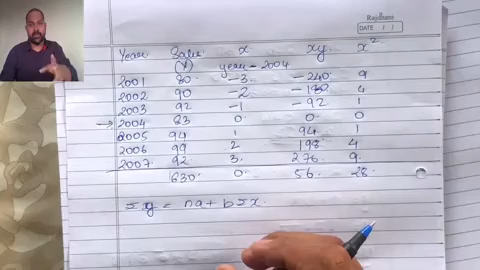 Rajdhani
DATE / /
Year Sales x xy x²
(Y) year - 2004
2001 80 -3 -240 9
2002 90 -2 -180 4
2003 92 -1 -92 1
→ 2004 83 0 0 0
2005 94 1 94 1
2006 99 2 198 4
2007 92 3 276 9
630 0 56 28
Σy = na + bΣx